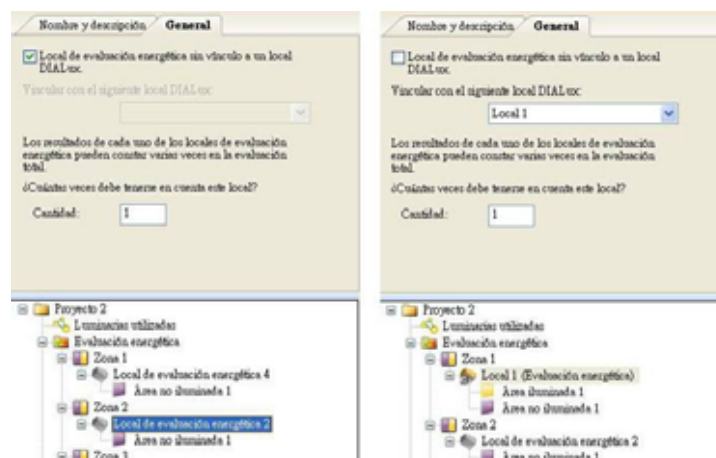 Nombre y descripción
General
Local de evaluación energética sin vínculo a un local
DIALux.
Vincular con el siguiente local DIALux:
Los resultados de cada uno de los locales de evaluación
energética pueden constar varias veces en la evaluación
total.
¿Cuántas veces debe tenerse en cuenta este local?
Cantidad:
1
Proyecto 2
Luminarias utilizadas
Evaluación energética
Zona 1
Local de evaluación energética 4
Área no iluminada 1
Zona 2
Local de evaluación energética 2
Área no iluminada 1
Zona 3
Nombre y descripción
General
Local de evaluación energética sin vínculo a un local
DIALux.
Vincular con el siguiente local DIALux:
Local 1
Los resultados de cada uno de los locales de evaluación
energética pueden constar varias veces en la evaluación
total.
¿Cuántas veces debe tenerse en cuenta este local?
Cantidad:
1
Proyecto 2
Luminarias utilizadas
Evaluación energética
Zona 1
Local 1 (Evaluación energética)
Área iluminada 1
Área no iluminada 1
Zona 2
Local de evaluación energética 2
Área no iluminada 1